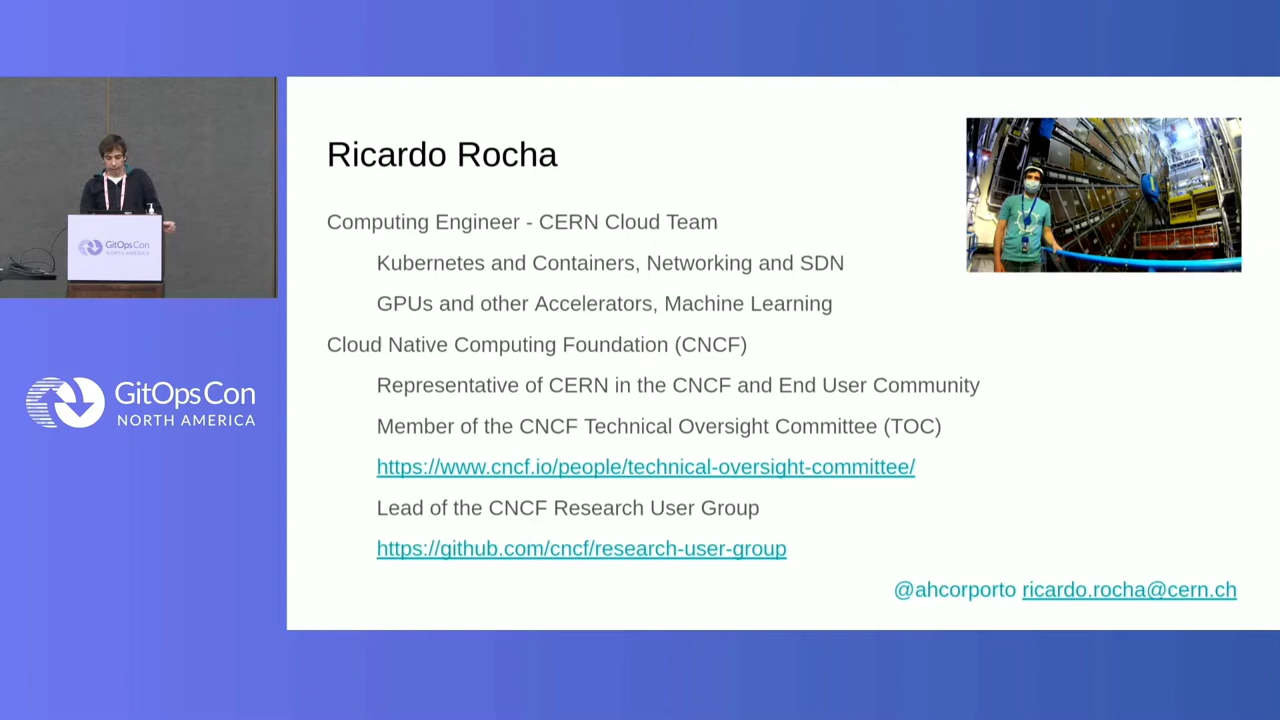 Ricardo Rocha
Computing Engineer - CERN Cloud Team
Kubernetes and Containers, Networking and SDN
GPUs and other Accelerators, Machine Learning
Cloud Native Computing Foundation (CNCF)
Representative of CERN in the CNCF and End User Community
Member of the CNCF Technical Oversight Committee (TOC)
https://www.cncf.io/people/technical-oversight-committee/
Lead of the CNCF Research User Group
https://github.com/cncf/research-user-group
@ahcorporto ricardo.rocha@cern.ch
GitOpsCon
NORTH AMERICA
GitOpsCon
NORTH AMERICA